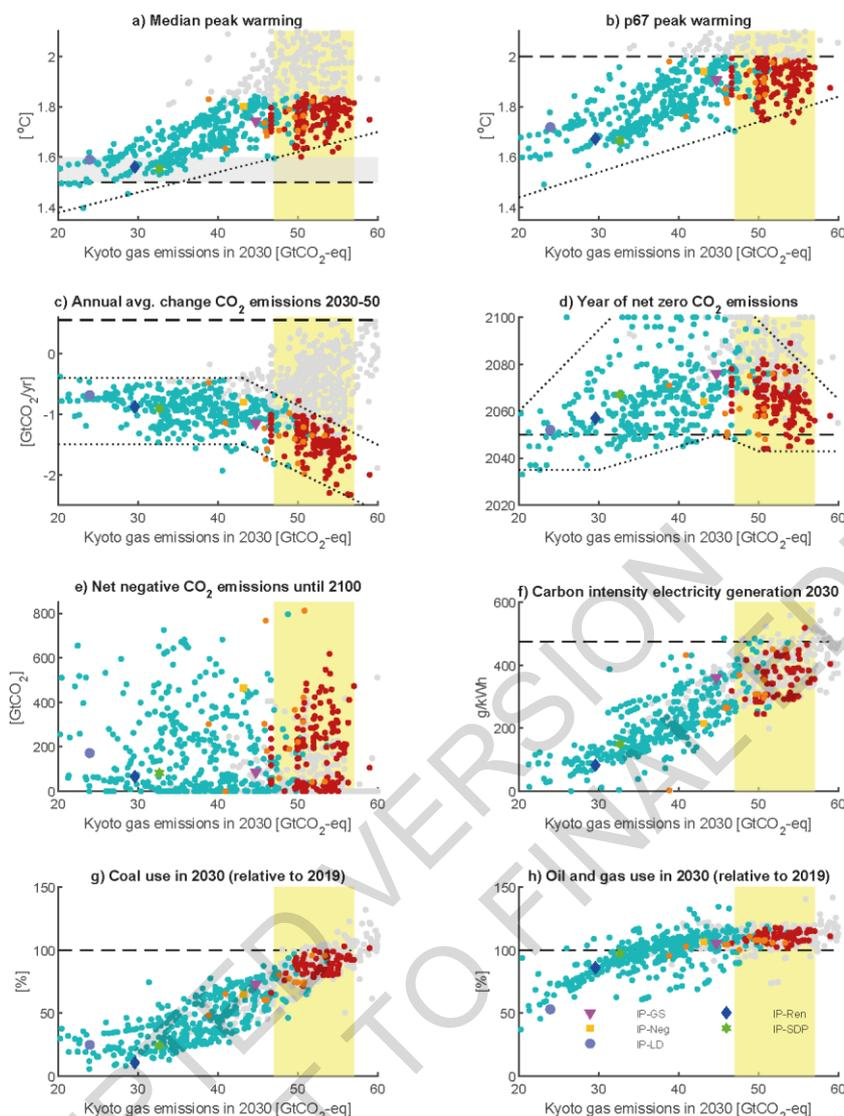 a) Median peak warming
b) p67 peak warming
2
1.8
1.6
1.4
[°C]
20 30 40 50 60
Kyoto gas emissions in 2030 [GtCO2-eq]
2
1.8
1.6
1.4
[°C]
20 30 40 50 60
Kyoto gas emissions in 2030 [GtCO2-eq]
c) Annual avg. change CO2 emissions 2030-50
d) Year of net zero CO2 emissions
0
-1
-2
[GtCO2/yr]
20 30 40 50 60
Kyoto gas emissions in 2030 [GtCO2-eq]
2100
2080
2060
2040
2020
20 30 40 50 60
Kyoto gas emissions in 2030 [GtCO2-eq]
e) Net negative CO2 emissions until 2100
f) Carbon intensity electricity generation 2030
800
600
400
200
0
[GtCO2]
20 30 40 50 60
Kyoto gas emissions in 2030 [GtCO2-eq]
600
400
200
0
g/kWh
20 30 40 50 60
Kyoto gas emissions in 2030 [GtCO2-eq]
g) Coal use in 2030 (relative to 2019)
h) Oil and gas use in 2030 (relative to 2019)
150
100
50
0
[%]
20 30 40 50 60
Kyoto gas emissions in 2030 [GtCO2-eq]
150
100
50
0
[%]
IP-GS
IP-Neg
IP-LD
IP-Ren
IP-SDP
20 30 40 50 60
Kyoto gas emissions in 2030 [GtCO2-eq]
VERSION
TO FINAL